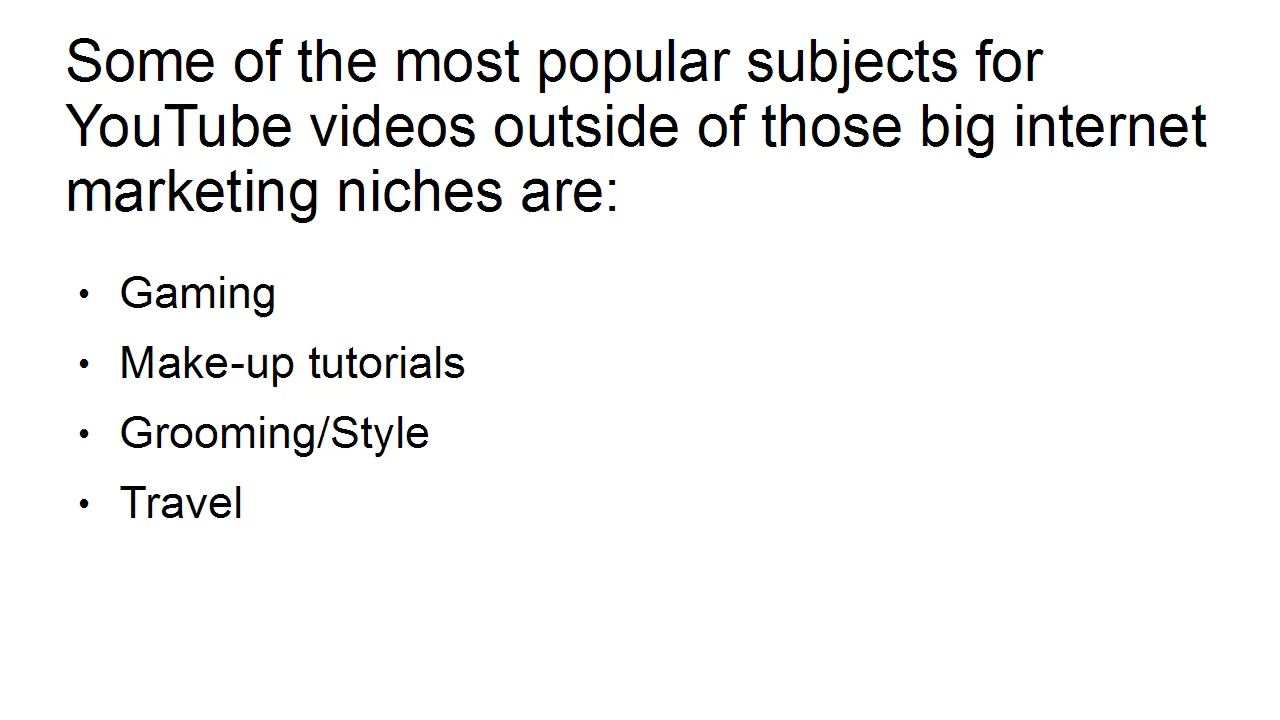 Some of the most popular subjects for
YouTube videos outside of those big internet
marketing niches are:
• Gaming
• Make-up tutorials
• Grooming/Style
• Travel